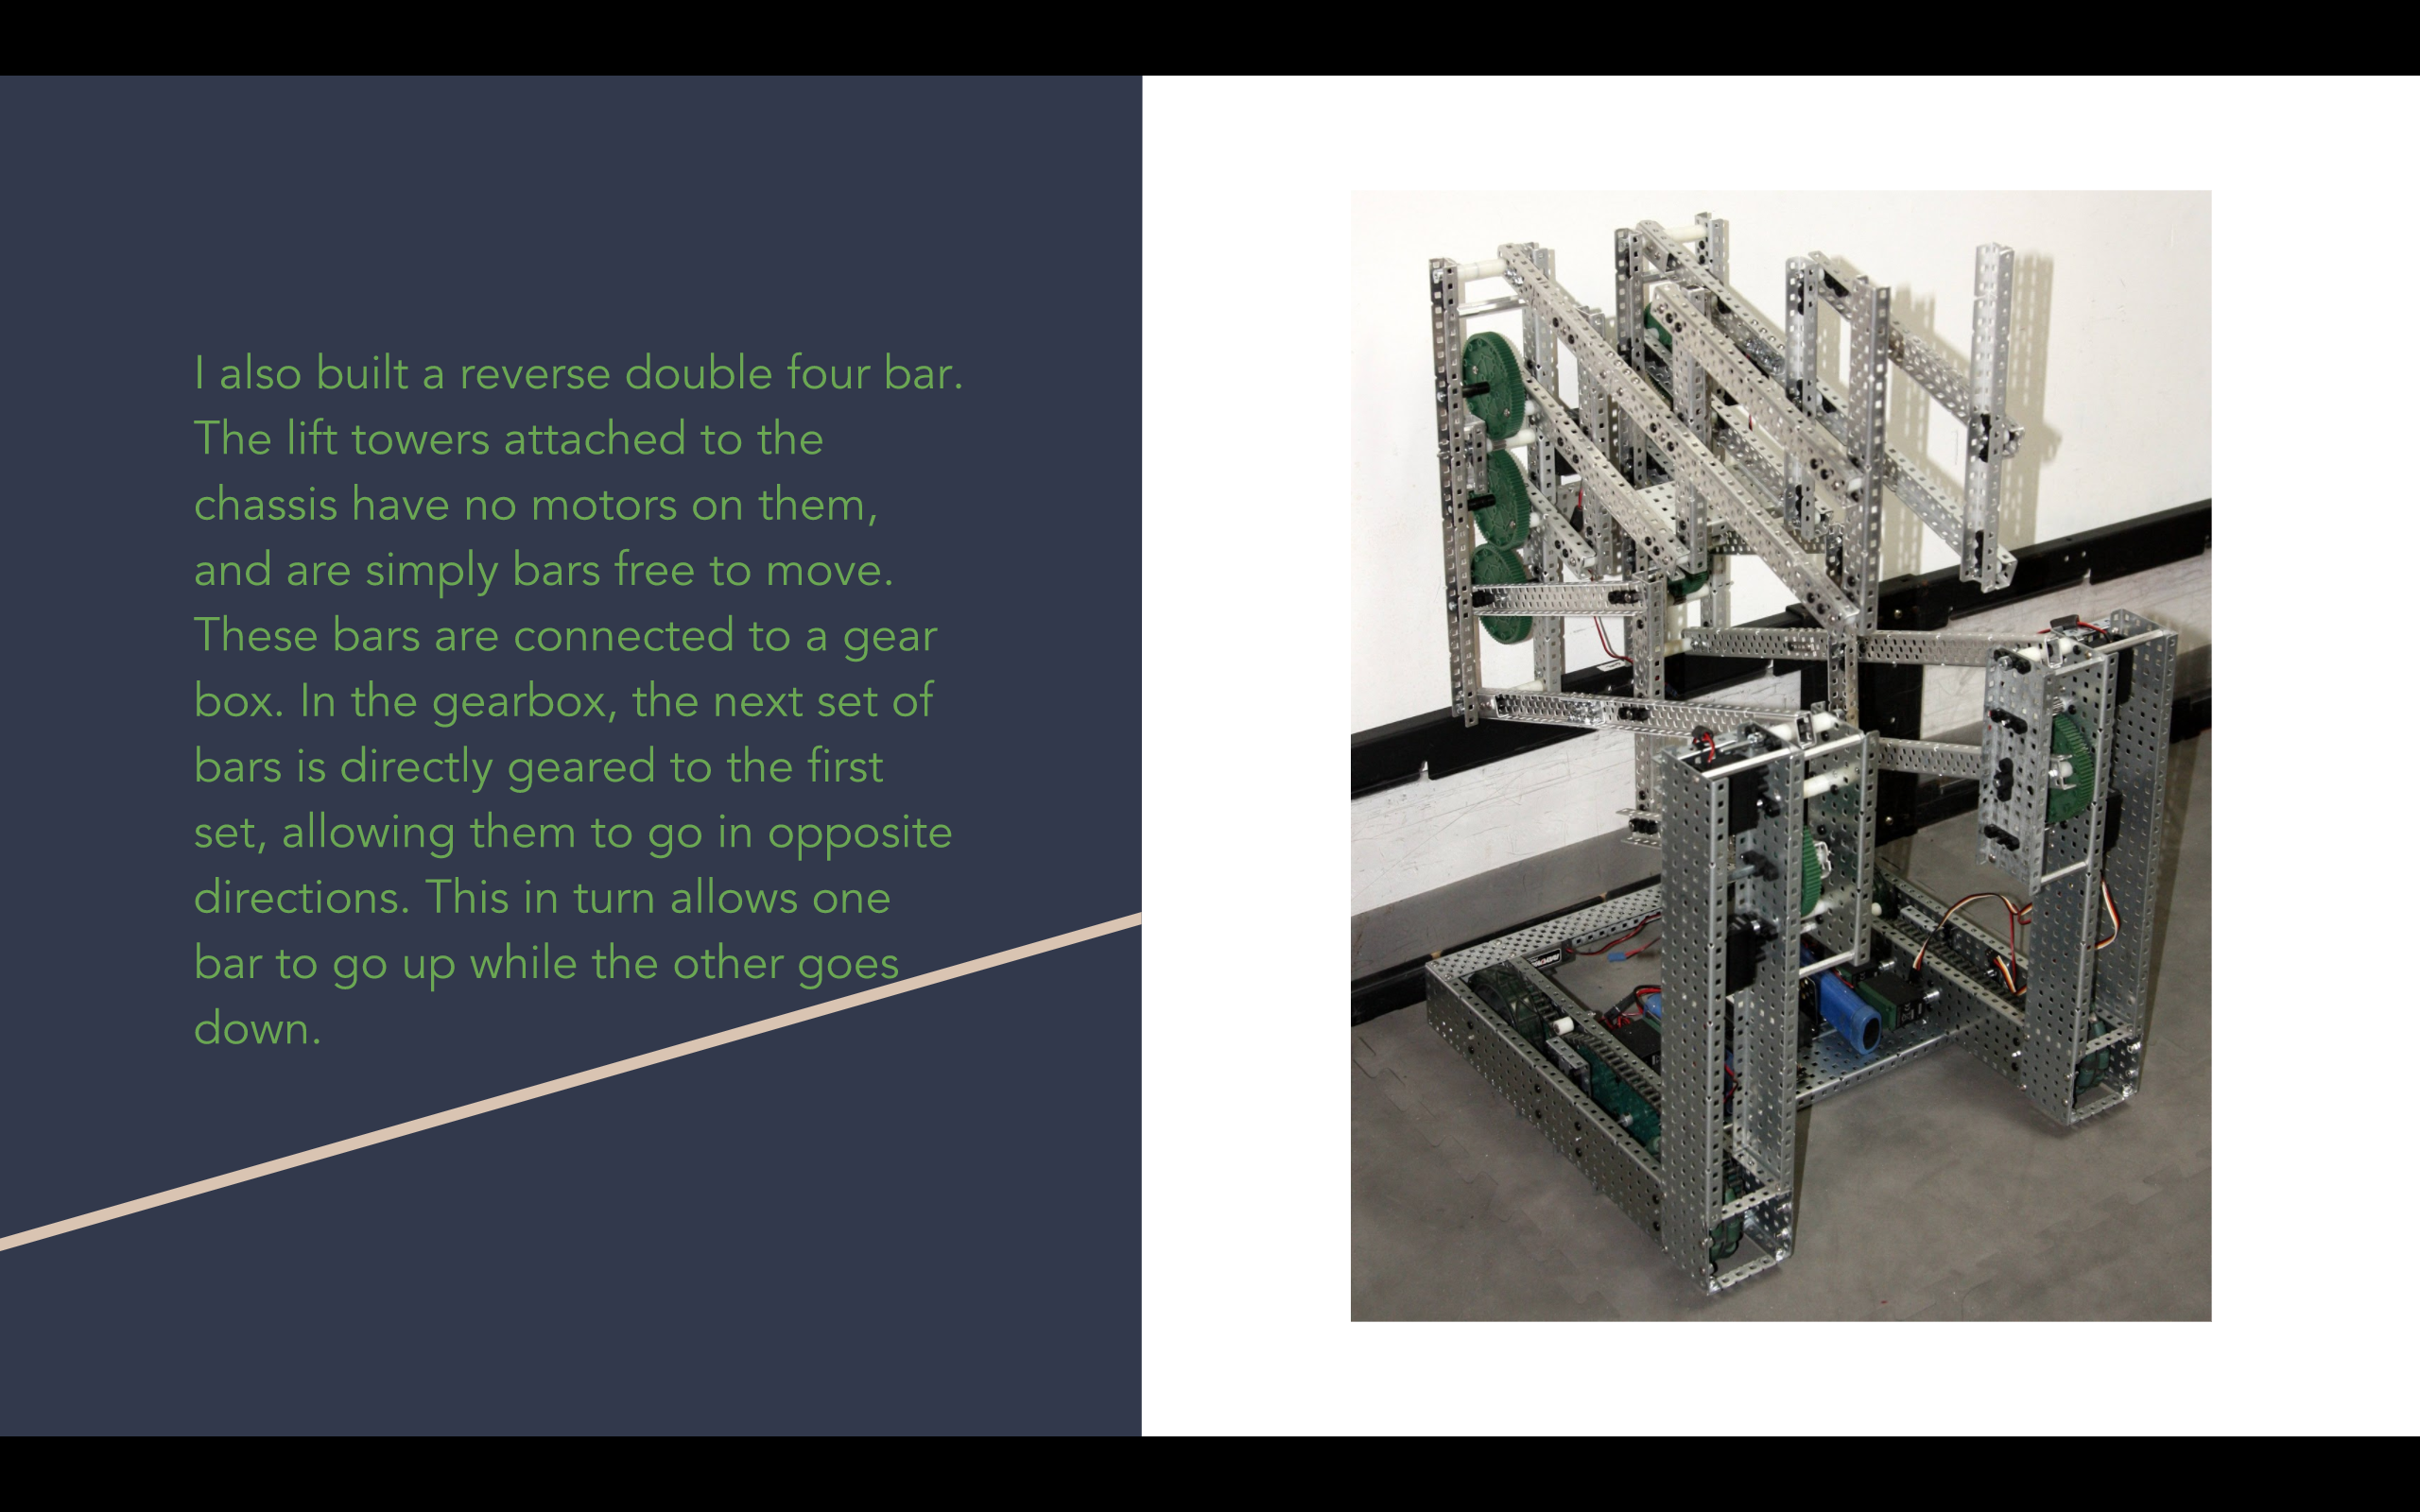 I also built a reverse double four bar.
The lift towers attached to the
chassis have no motors on them,
and are simply bars free to move.
These bars are connected to a gear
box. In the gearbox, the next set of
bars is directly geared to the first
set, allowing them to go in opposite
directions. This in turn allows one
bar to go up while the other goes
down.